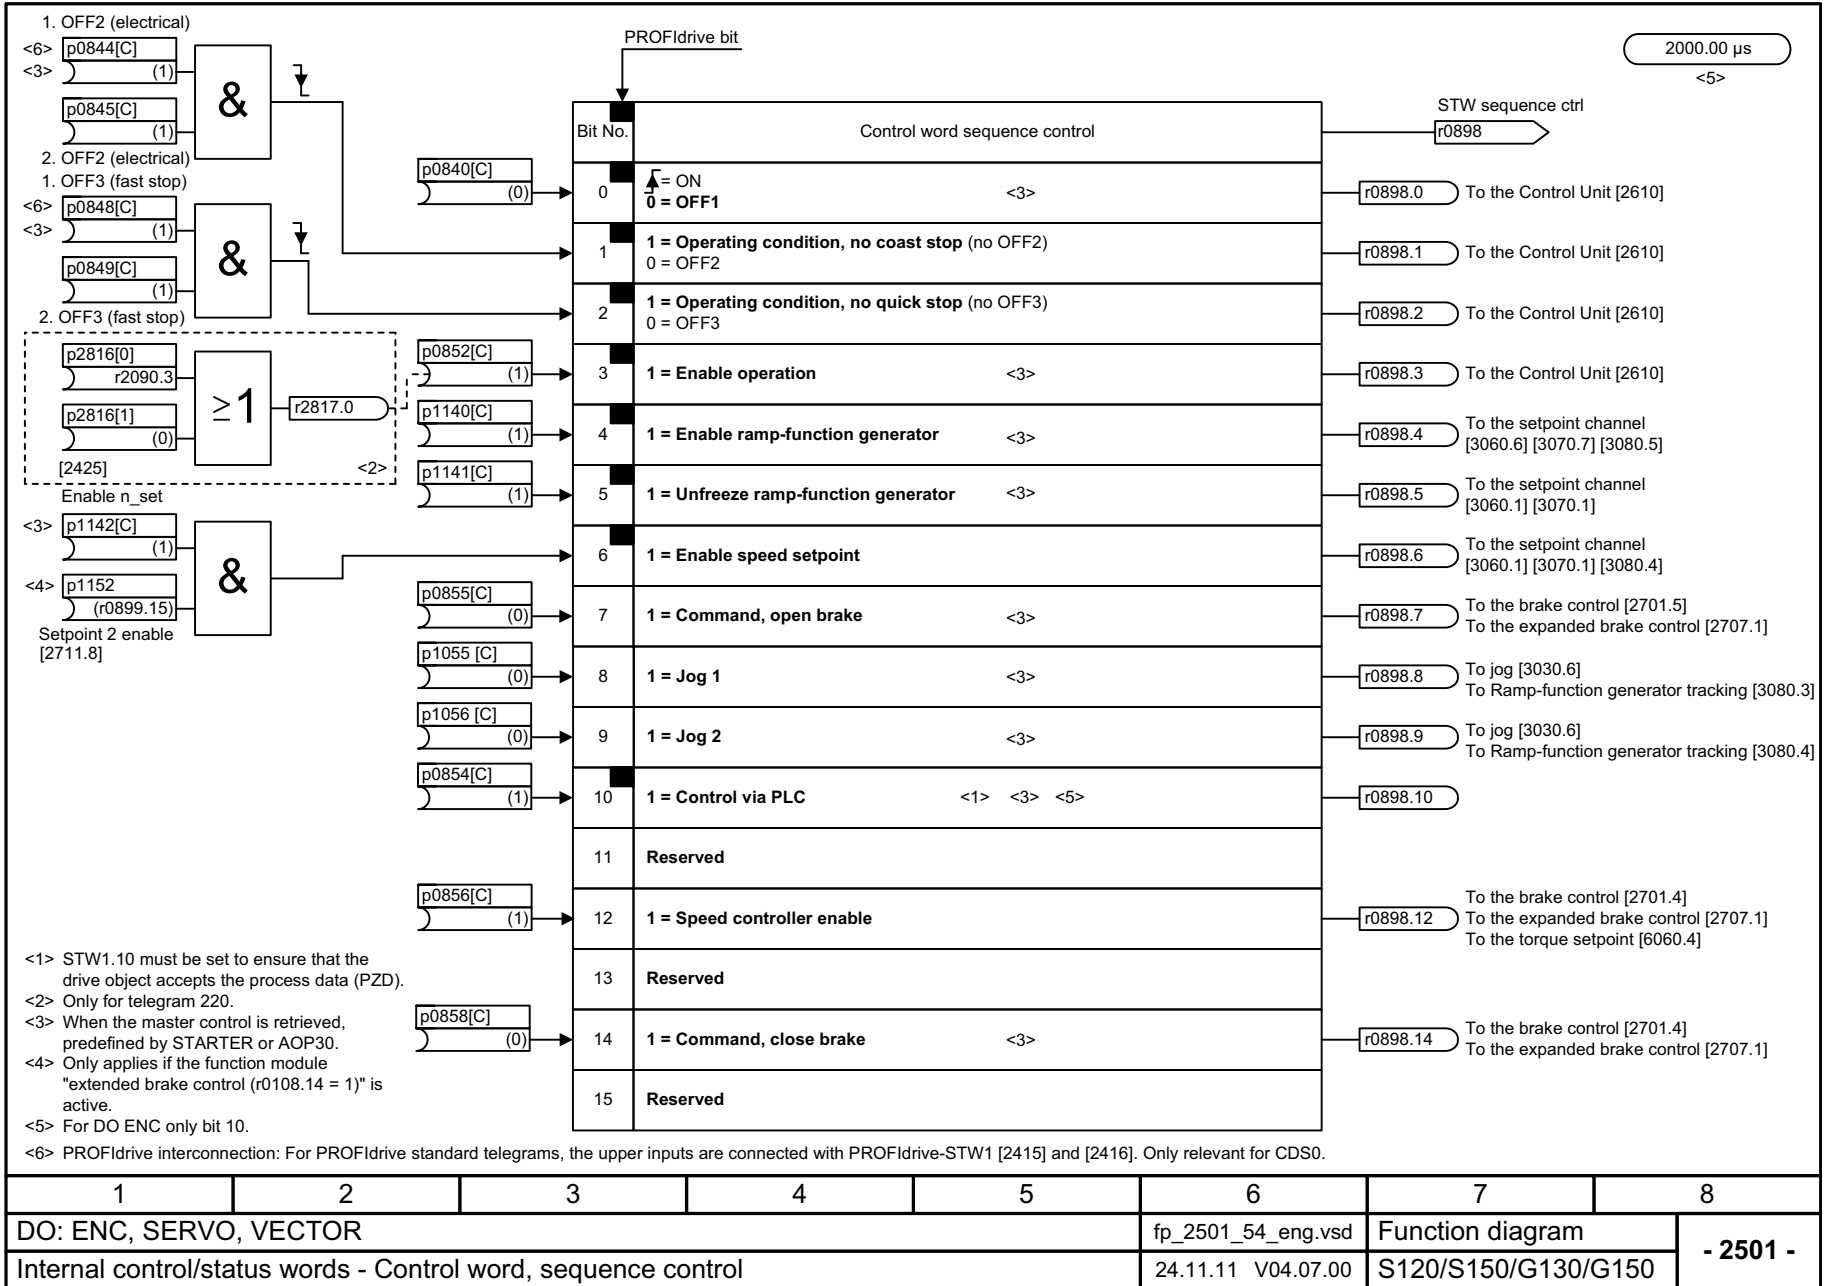 1. OFF2 (electrical)
<6> p0844[C]
<3> (1)
&
p0845[C]
(1)
2. OFF2 (electrical)
1. OFF3 (fast stop)
<6> p0848[C]
<3> (1)
&
p0849[C]
(1)
2. OFF3 (fast stop)
p2816[0]
r2090.3
≥1
r2817.0
p2816[1]
(0)
[2425] <2>
Enable n_set
<3> p1142[C]
(1)
&
<4> p1152
(r0899.15)
Setpoint 2 enable
[2711.8]
PROFIdrive bit
2000.00 µs
<5>
Bit No. Control word sequence control
STW sequence ctrl
r0898
p0840[C]
(0)
0
= ON
0 = OFF1
<3>
r0898.0 To the Control Unit [2610]
1
1 = Operating condition, no coast stop (no OFF2)
0 = OFF2
r0898.1 To the Control Unit [2610]
2
1 = Operating condition, no quick stop (no OFF3)
0 = OFF3
r0898.2 To the Control Unit [2610]
p0852[C]
(1)
3 1 = Enable operation <3>
r0898.3 To the Control Unit [2610]
p1140[C]
(1)
4 1 = Enable ramp-function generator <3>
r0898.4 To the setpoint channel
[3060.6] [3070.7] [3080.5]
p1141[C]
(1)
5 1 = Unfreeze ramp-function generator <3>
r0898.5 To the setpoint channel
[3060.1] [3070.1]
6 1 = Enable speed setpoint
r0898.6 To the setpoint channel
[3060.1] [3070.1] [3080.4]
p0855[C]
(0)
7 1 = Command, open brake <3>
r0898.7 To the brake control [2701.5]
To the expanded brake control [2707.1]
p1055 [C]
(0)
8 1 = Jog 1 <3>
r0898.8 To jog [3030.6]
To Ramp-function generator tracking [3080.3]
p1056 [C]
(0)
9 1 = Jog 2 <3>
r0898.9 To jog [3030.6]
To Ramp-function generator tracking [3080.4]
p0854[C]
(1)
10 1 = Control via PLC <1> <3> <5>
r0898.10
11 Reserved
p0856[C]
(1)
12 1 = Speed controller enable
r0898.12 To the brake control [2701.4]
To the expanded brake control [2707.1]
To the torque setpoint [6060.4]
13 Reserved
p0858[C]
(0)
14 1 = Command, close brake <3>
r0898.14 To the brake control [2701.4]
To the expanded brake control [2707.1]
15 Reserved
<1> STW1.10 must be set to ensure that the
drive object accepts the process data (PZD).
<2> Only for telegram 220.
<3> When the master control is retrieved,
predefined by STARTER or AOP30.
<4> Only applies if the function module
"extended brake control (r0108.14 = 1)" is
active.
<5> For DO ENC only bit 10.
<6> PROFIdrive interconnection: For PROFIdrive standard telegrams, the upper inputs are connected with PROFIdrive-STW1 [2415] and [2416]. Only relevant for CDS0.
1 2 3 4 5 6 7 8
DO: ENC, SERVO, VECTOR
fp_2501_54_eng.vsd
Function diagram
- 2501 -
Internal control/status words - Control word, sequence control
24.11.11 V04.07.00
S120/S150/G130/G150